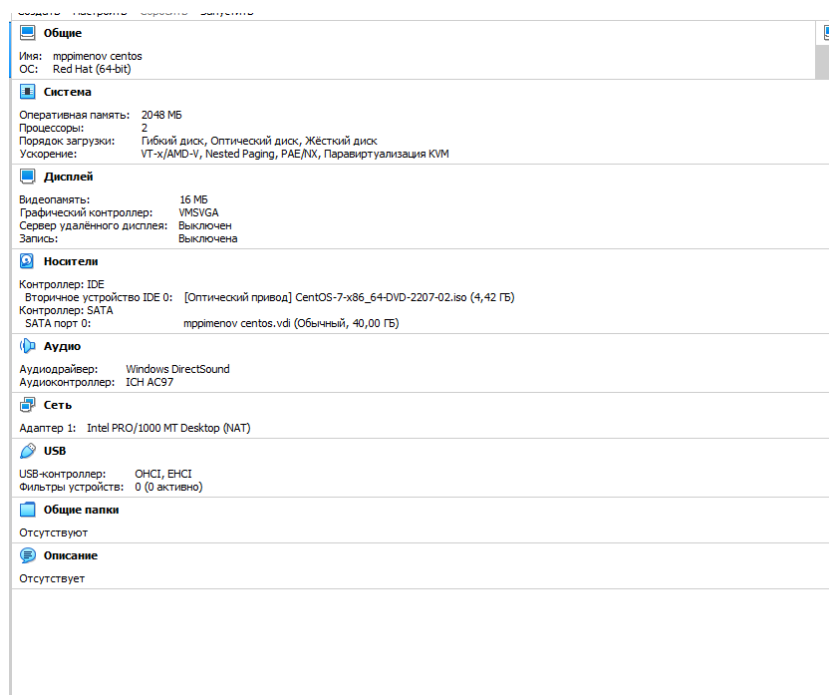 Создать Настроить Сбросить Запустить
Общие
Имя: mppimenov centos
ОС: Red Hat (64-bit)
Система
Оперативная память: 2048 МБ
Процессоры: 2
Порядок загрузки: Гибкий диск, Оптический диск, Жёсткий диск
Ускорение: VT-x/AMD-V, Nested Paging, PAE/NX, Паравиртуализация KVM
Дисплей
Видеопамять: 16 МБ
Графический контроллер: VMSVGA
Сервер удалённого дисплея: Выключен
Запись: Выключена
Носители
Контроллер: IDE
Вторичное устройство IDE 0: [Оптический привод] CentOS-7-x86_64-DVD-2207-02.iso (4,42 ГБ)
Контроллер: SATA
SATA порт 0: mppimenov centos.vdi (Обычный, 40,00 ГБ)
Аудио
Аудиодрайвер: Windows DirectSound
Аудиоконтроллер: ICH AC97
Сеть
Адаптер 1: Intel PRO/1000 MT Desktop (NAT)
USB
USB-контроллер: OHCI, EHCI
Фильтры устройств: 0 (0 активно)
Общие папки
Отсутствуют
Описание
Отсутствует